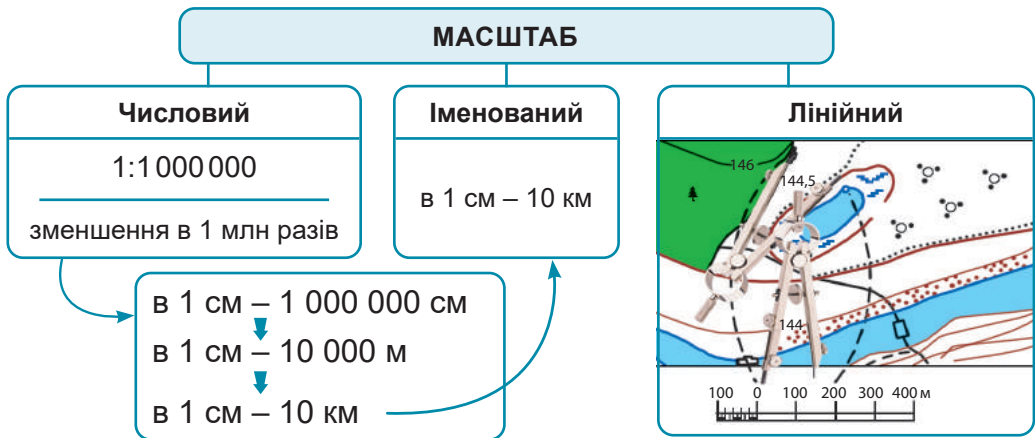 МАСШТАБ
Числовий
1:1 000 000
зменшення в 1 млн разів
Іменований
в 1 см – 10 км
Лінійний
146
144,5
144
100 0 100 200 300 400 м
в 1 см – 1 000 000 см
в 1 см – 10 000 м
в 1 см – 10 км